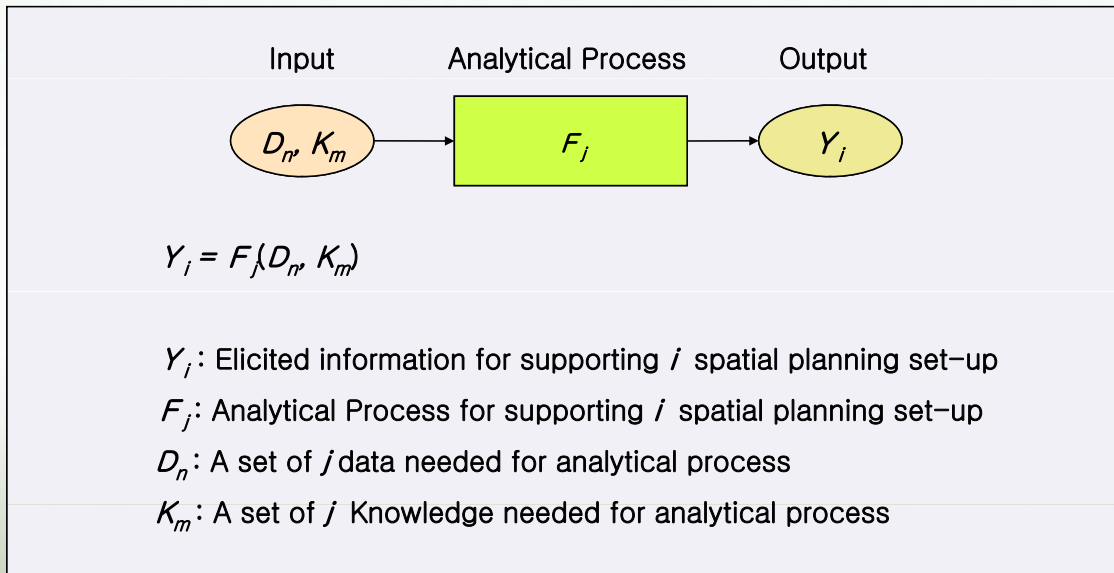 Input Analytical Process Output
Dn, Km Fj Yi
Yi = Fj(Dn, Km)
Yi : Elicited information for supporting i spatial planning set-up
Fj : Analytical Process for supporting i spatial planning set-up
Dn : A set of j data needed for analytical process
Km : A set of j Knowledge needed for analytical process